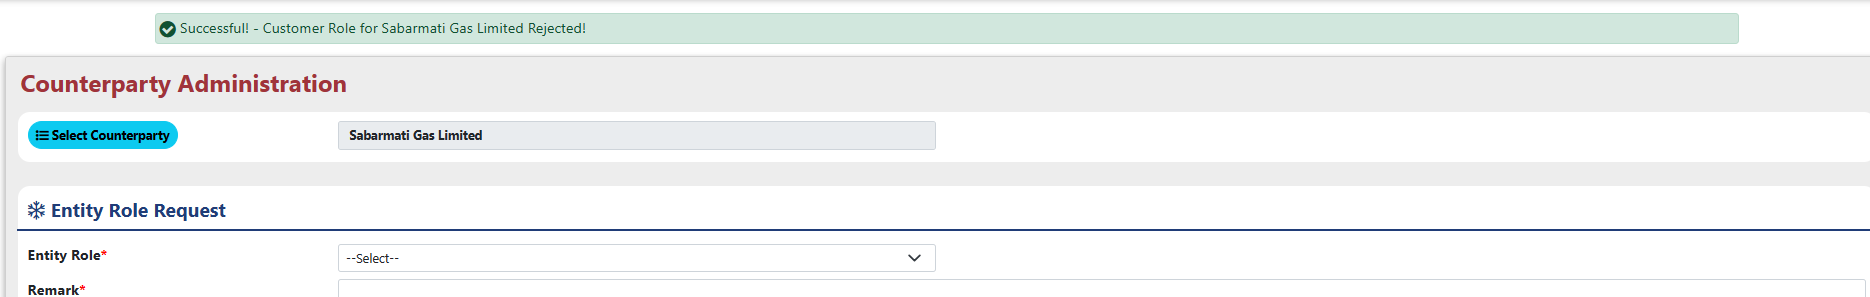 Successful! - Customer Role for Sabarmati Gas Limited Rejected!
Counterparty Administration
Select Counterparty Sabarmati Gas Limited
Entity Role Request
Entity Role* --Select--
Remark*